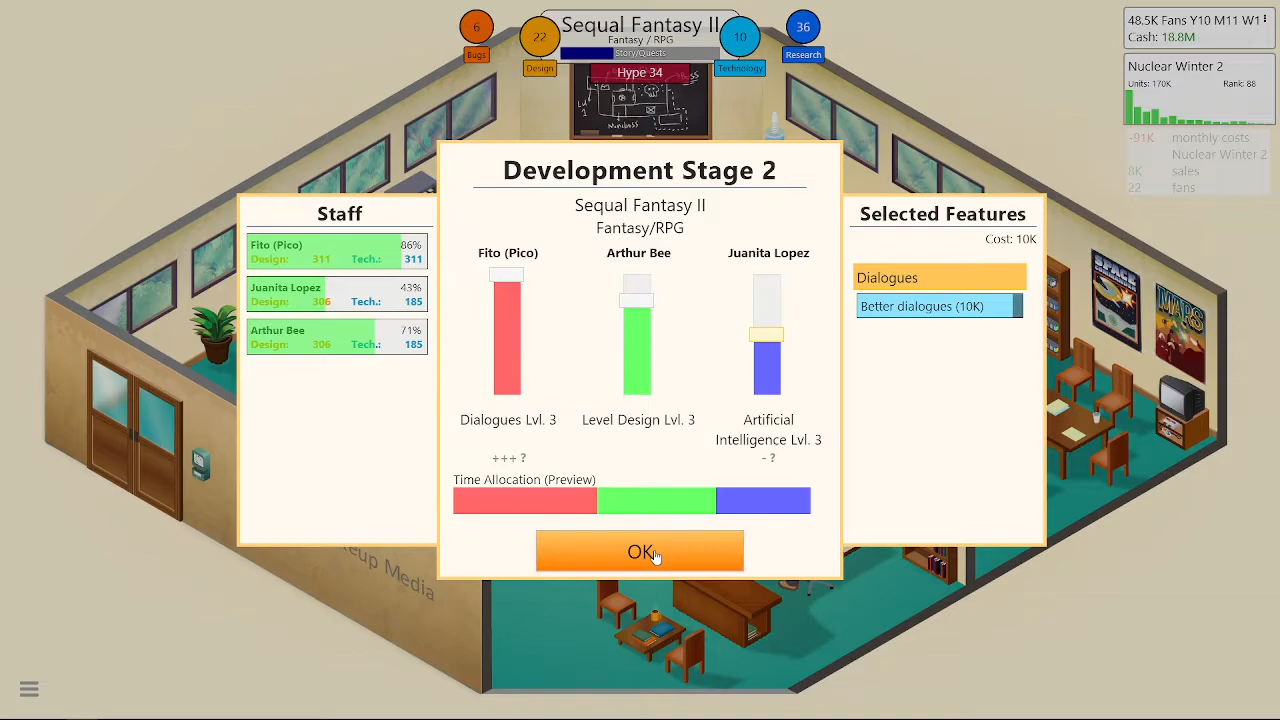 6
Bugs
22
Design
Sequal Fantasy II
Fantasy / RPG
Story/Quests
Hype 34
10
Technology
36
Research
48.5K Fans Y10 M11 W1
Cash: 18.8M
Nuclear Winter 2
Units: 170K Rank: 88
-91K monthly costs
Nuclear Winter 2
8K sales
22 fans
Staff
Fito (Pico) 86%
Design: 311 Tech.: 311
Juanita Lopez 43%
Design: 306 Tech.: 185
Arthur Bee 71%
Design: 306 Tech.: 185
Development Stage 2
Sequal Fantasy II
Fantasy/RPG
Fito (Pico) Arthur Bee Juanita Lopez
Dialogues Lvl. 3 Level Design Lvl. 3 Artificial
Intelligence Lvl. 3
+++ ? - ?
Time Allocation (Preview)
OK
Selected Features
Cost: 10K
Dialogues
Better dialogues (10K)
SPACE
MARS
Media